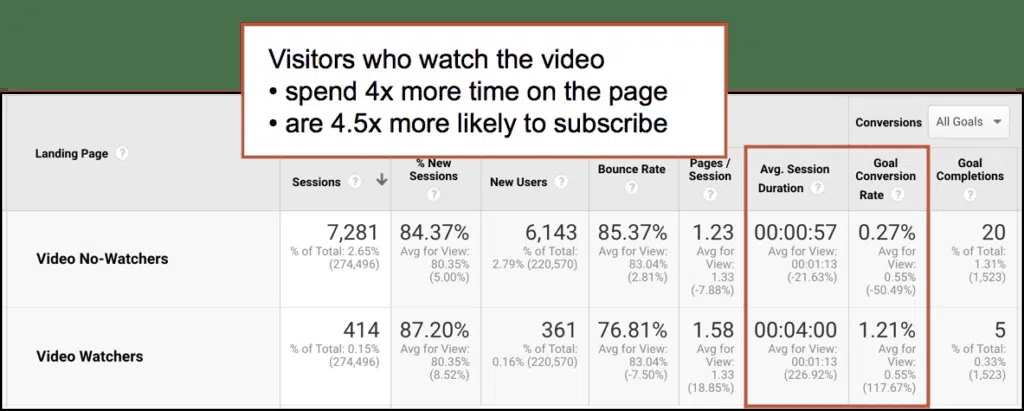 Visitors who watch the video
• spend 4x more time on the page
• are 4.5x more likely to subscribe
Conversions
All Goals
Landing Page ?
Sessions ?
% New
Sessions
?
New Users ?
Bounce Rate
?
Pages /
Session
?
Avg. Session
Duration ?
Goal
Conversion
Rate ?
Goal
Completions
?
Video No-Watchers
7,281
% of Total: 2.65%
(274,496)
84.37%
Avg for View:
80.35%
(5.00%)
6,143
% of Total:
2.79% (220,570)
85.37%
Avg for View:
83.04%
(2.81%)
1.23
Avg for
View:
1.33
(-7.88%)
00:00:57
Avg for View:
00:01:13
(-21.63%)
0.27%
Avg for
View:
0.55%
(-50.49%)
20
% of Total:
1.31%
(1,523)
Video Watchers
414
% of Total: 0.15%
(274,496)
87.20%
Avg for View:
80.35%
(8.52%)
361
% of Total:
0.16% (220,570)
76.81%
Avg for View:
83.04%
(-7.50%)
1.58
Avg for
View:
1.33
(18.85%)
00:04:00
Avg for View:
00:01:13
(226.92%)
1.21%
Avg for
View:
0.55%
(117.67%)
5
% of Total:
0.33%
(1,523)